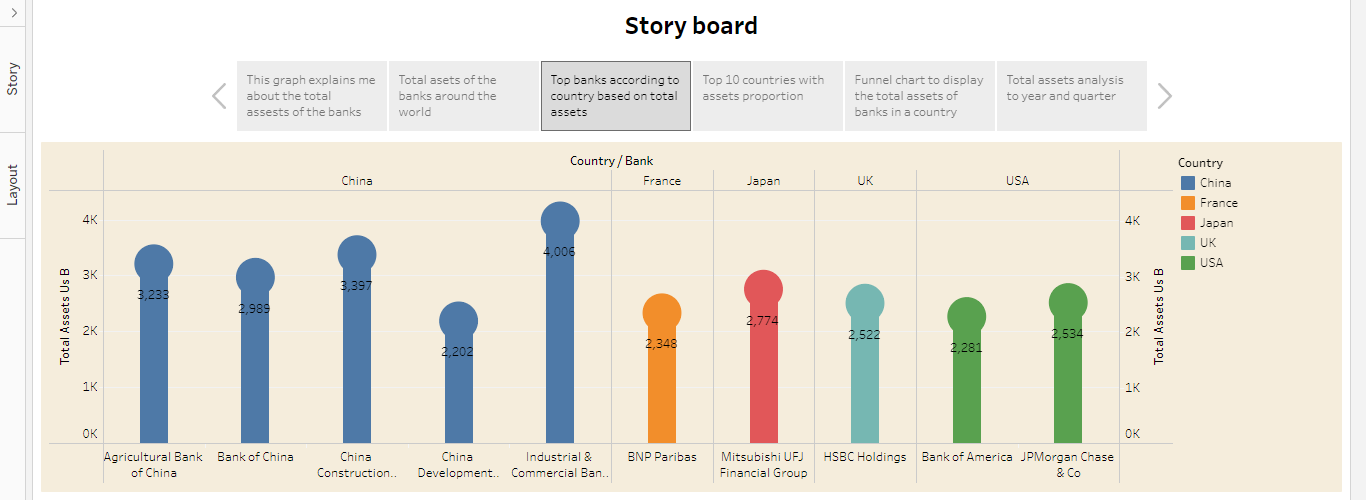 Story board
Story
Layout
This graph explains me
about the total
assests of the banks
Total asets of the
banks around the
world
Top banks according to
country based on total
assets
Top 10 countries with
assets proportion
Funnel chart to display
the total assets of
banks in a country
Total assets analysis
to year and quarter
Country / Bank
China
France
Japan
UK
USA
Total Assets Us B
4K
3K
2K
1K
0K
3,233
2,989
3,397
2,202
4,006
2,348
2,774
2,522
2,281
2,534
4K
3K
2K
1K
0K
Total Assets Us B
Agricultural Bank
of China
Bank of China
China
Construction..
China
Development..
Industrial &
Commercial Ban..
BNP Paribas
Mitsubishi UFJ
Financial Group
HSBC Holdings
Bank of America
JPMorgan Chase
& Co
Country
China
France
Japan
UK
USA